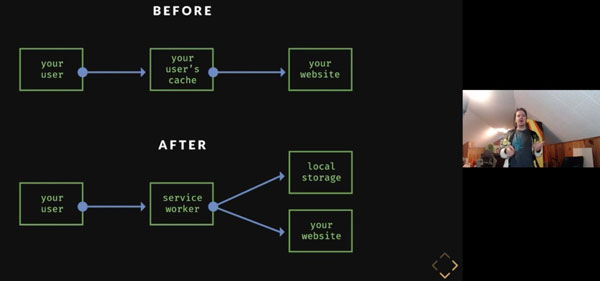 BEFORE
your
user
your
user's
cache
your
website
AFTER
your
user
service
worker
local
storage
your
website